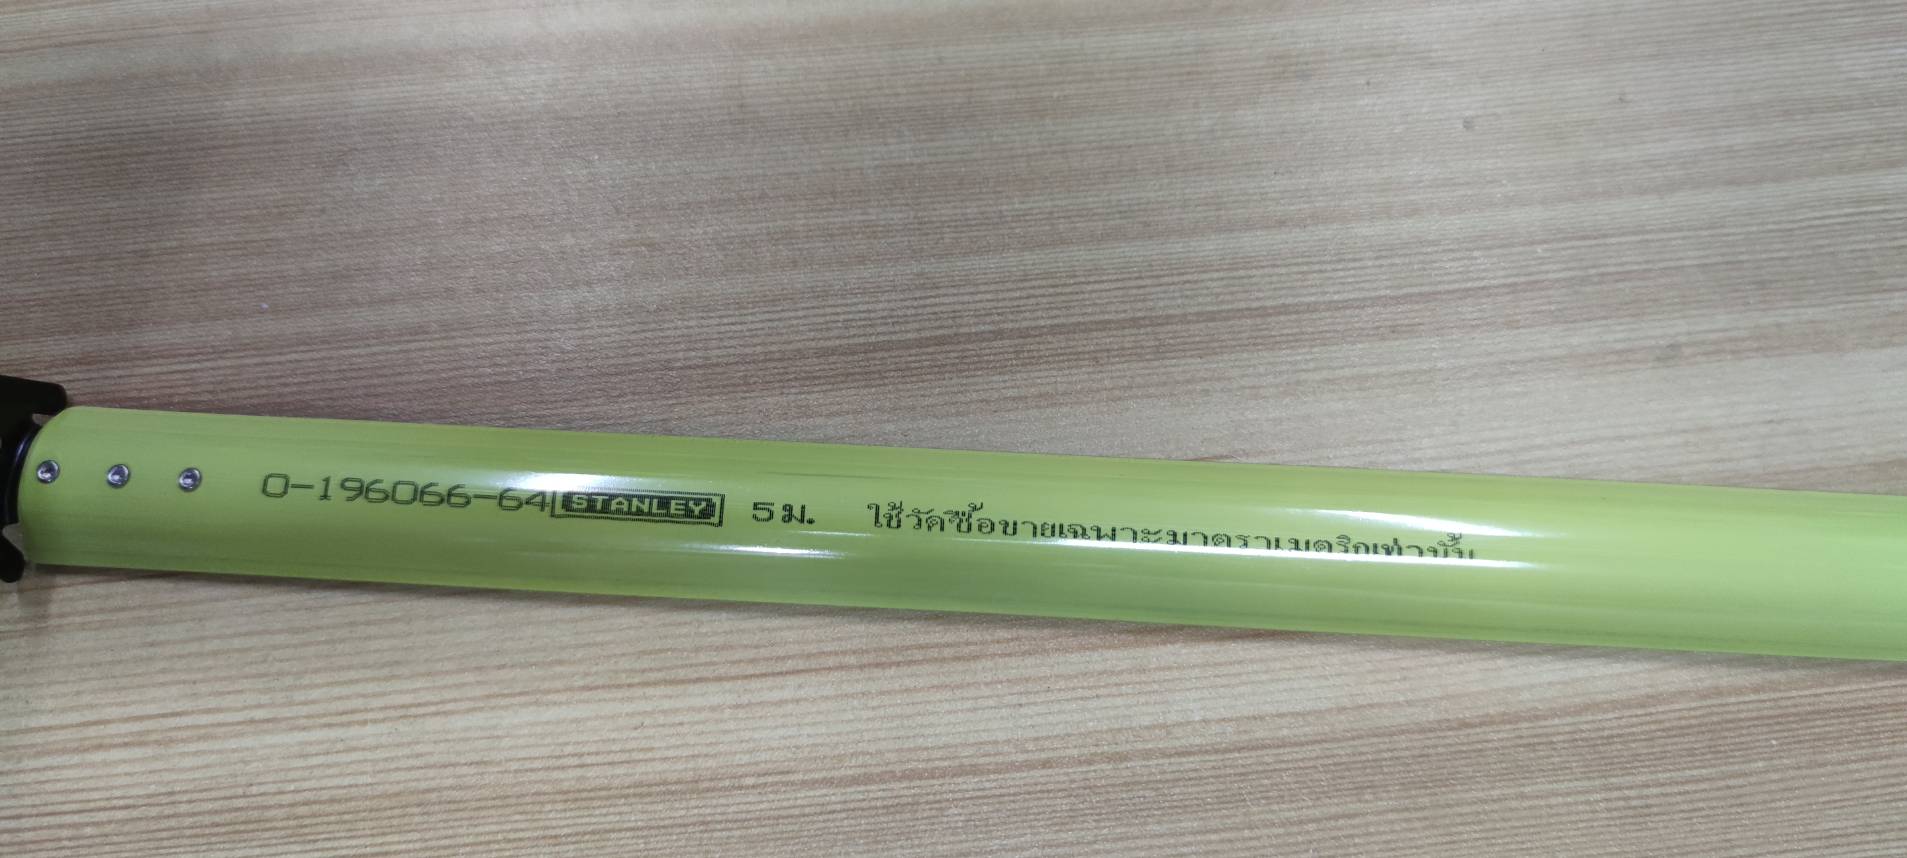 0-196066-64 STANLEY 5 ม. ใช้วัดซื้อขายเฉพาะมาตราเมตริกเท่านั้น